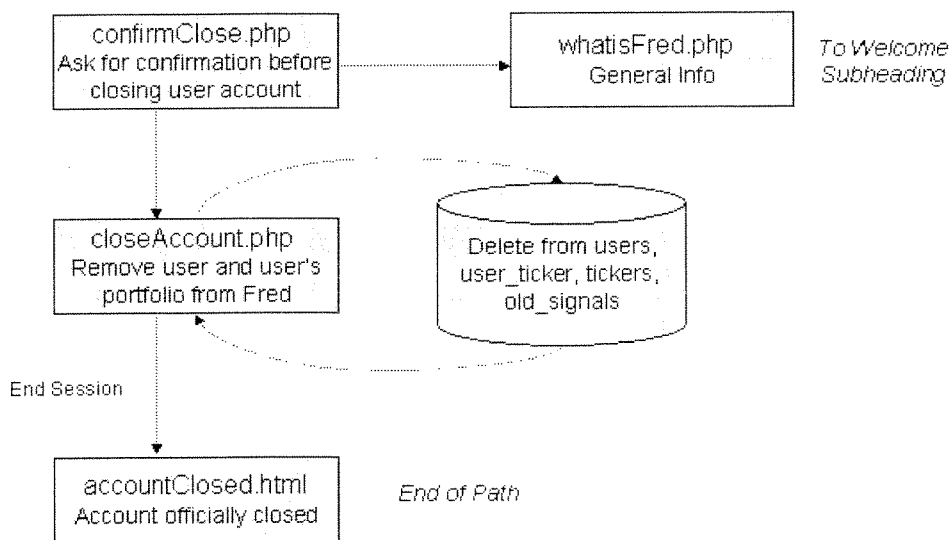 confirmClose.php
Ask for confirmation before
closing user account
whatisFred.php
General Info
To Welcome
Subheading
closeAccount.php
Remove user and user's
portfolio from Fred
Delete from users,
user_ticker, tickers,
old_signals
End Session
accountClosed.html
Account officially closed
End of Path